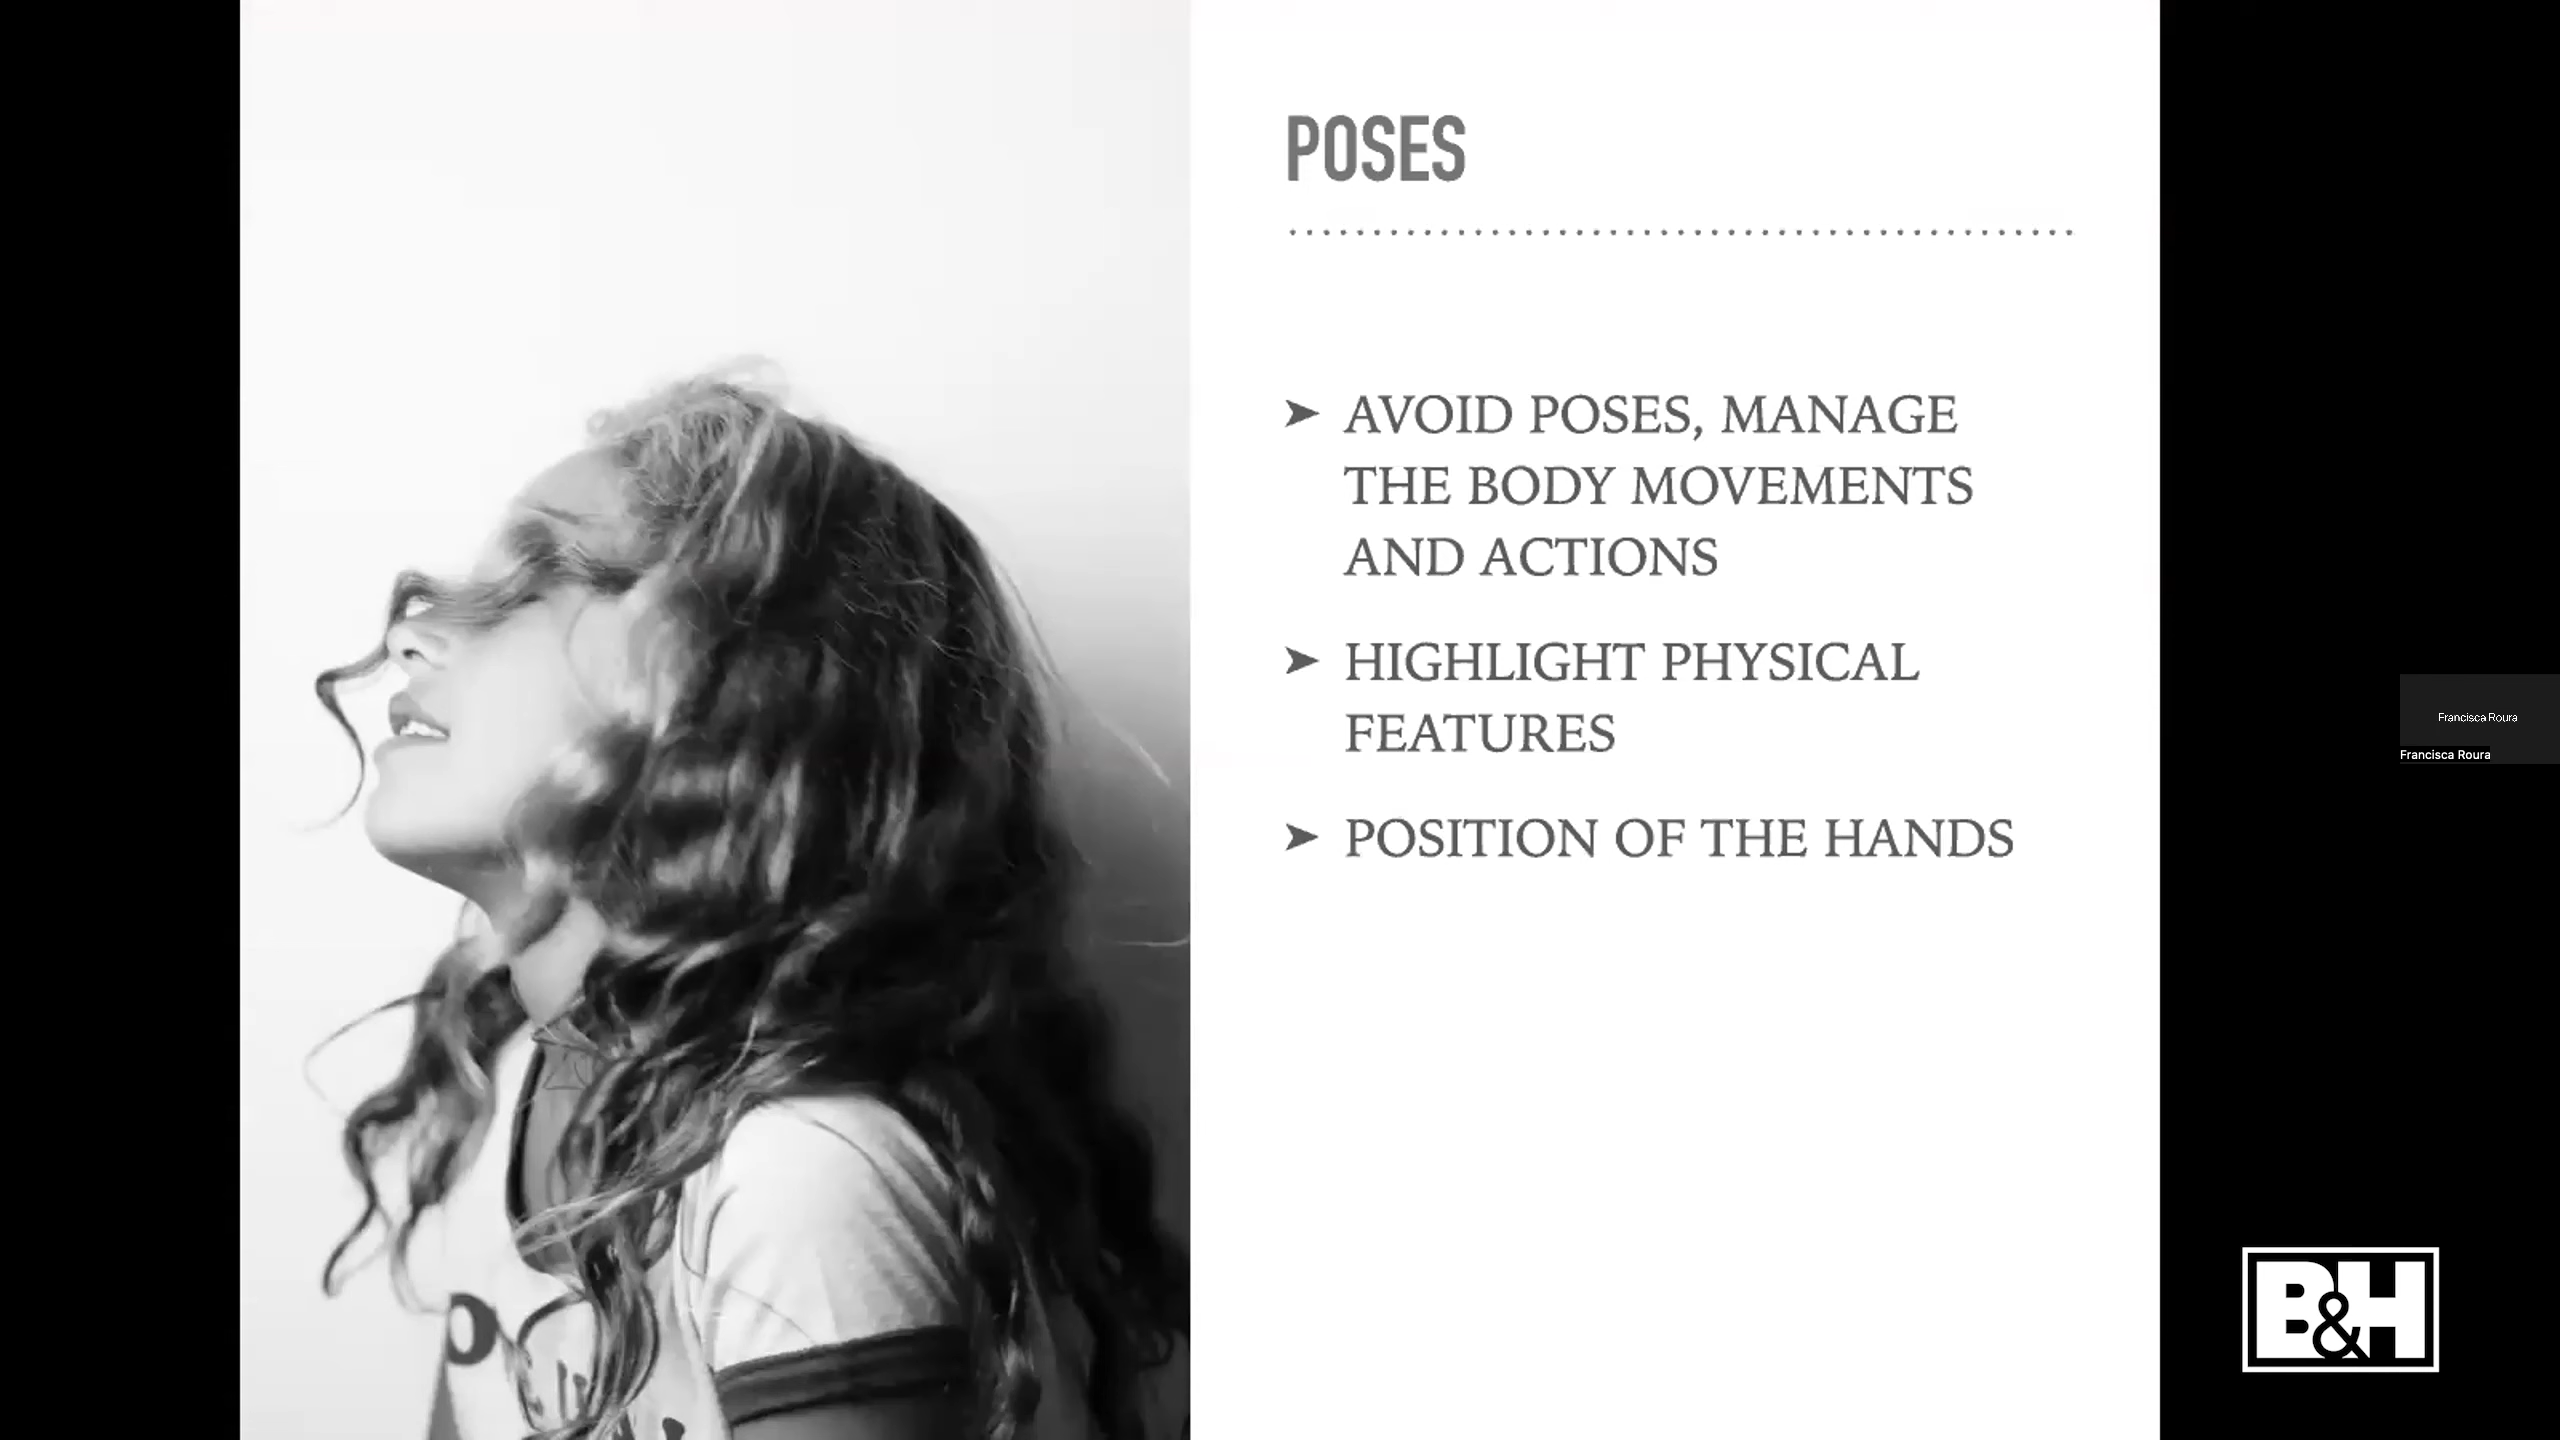 POSES
AVOID POSES, MANAGE
THE BODY MOVEMENTS
AND ACTIONS
HIGHLIGHT PHYSICAL
FEATURES
POSITION OF THE HANDS
Francisca Roura
Francisca Roura
B&H